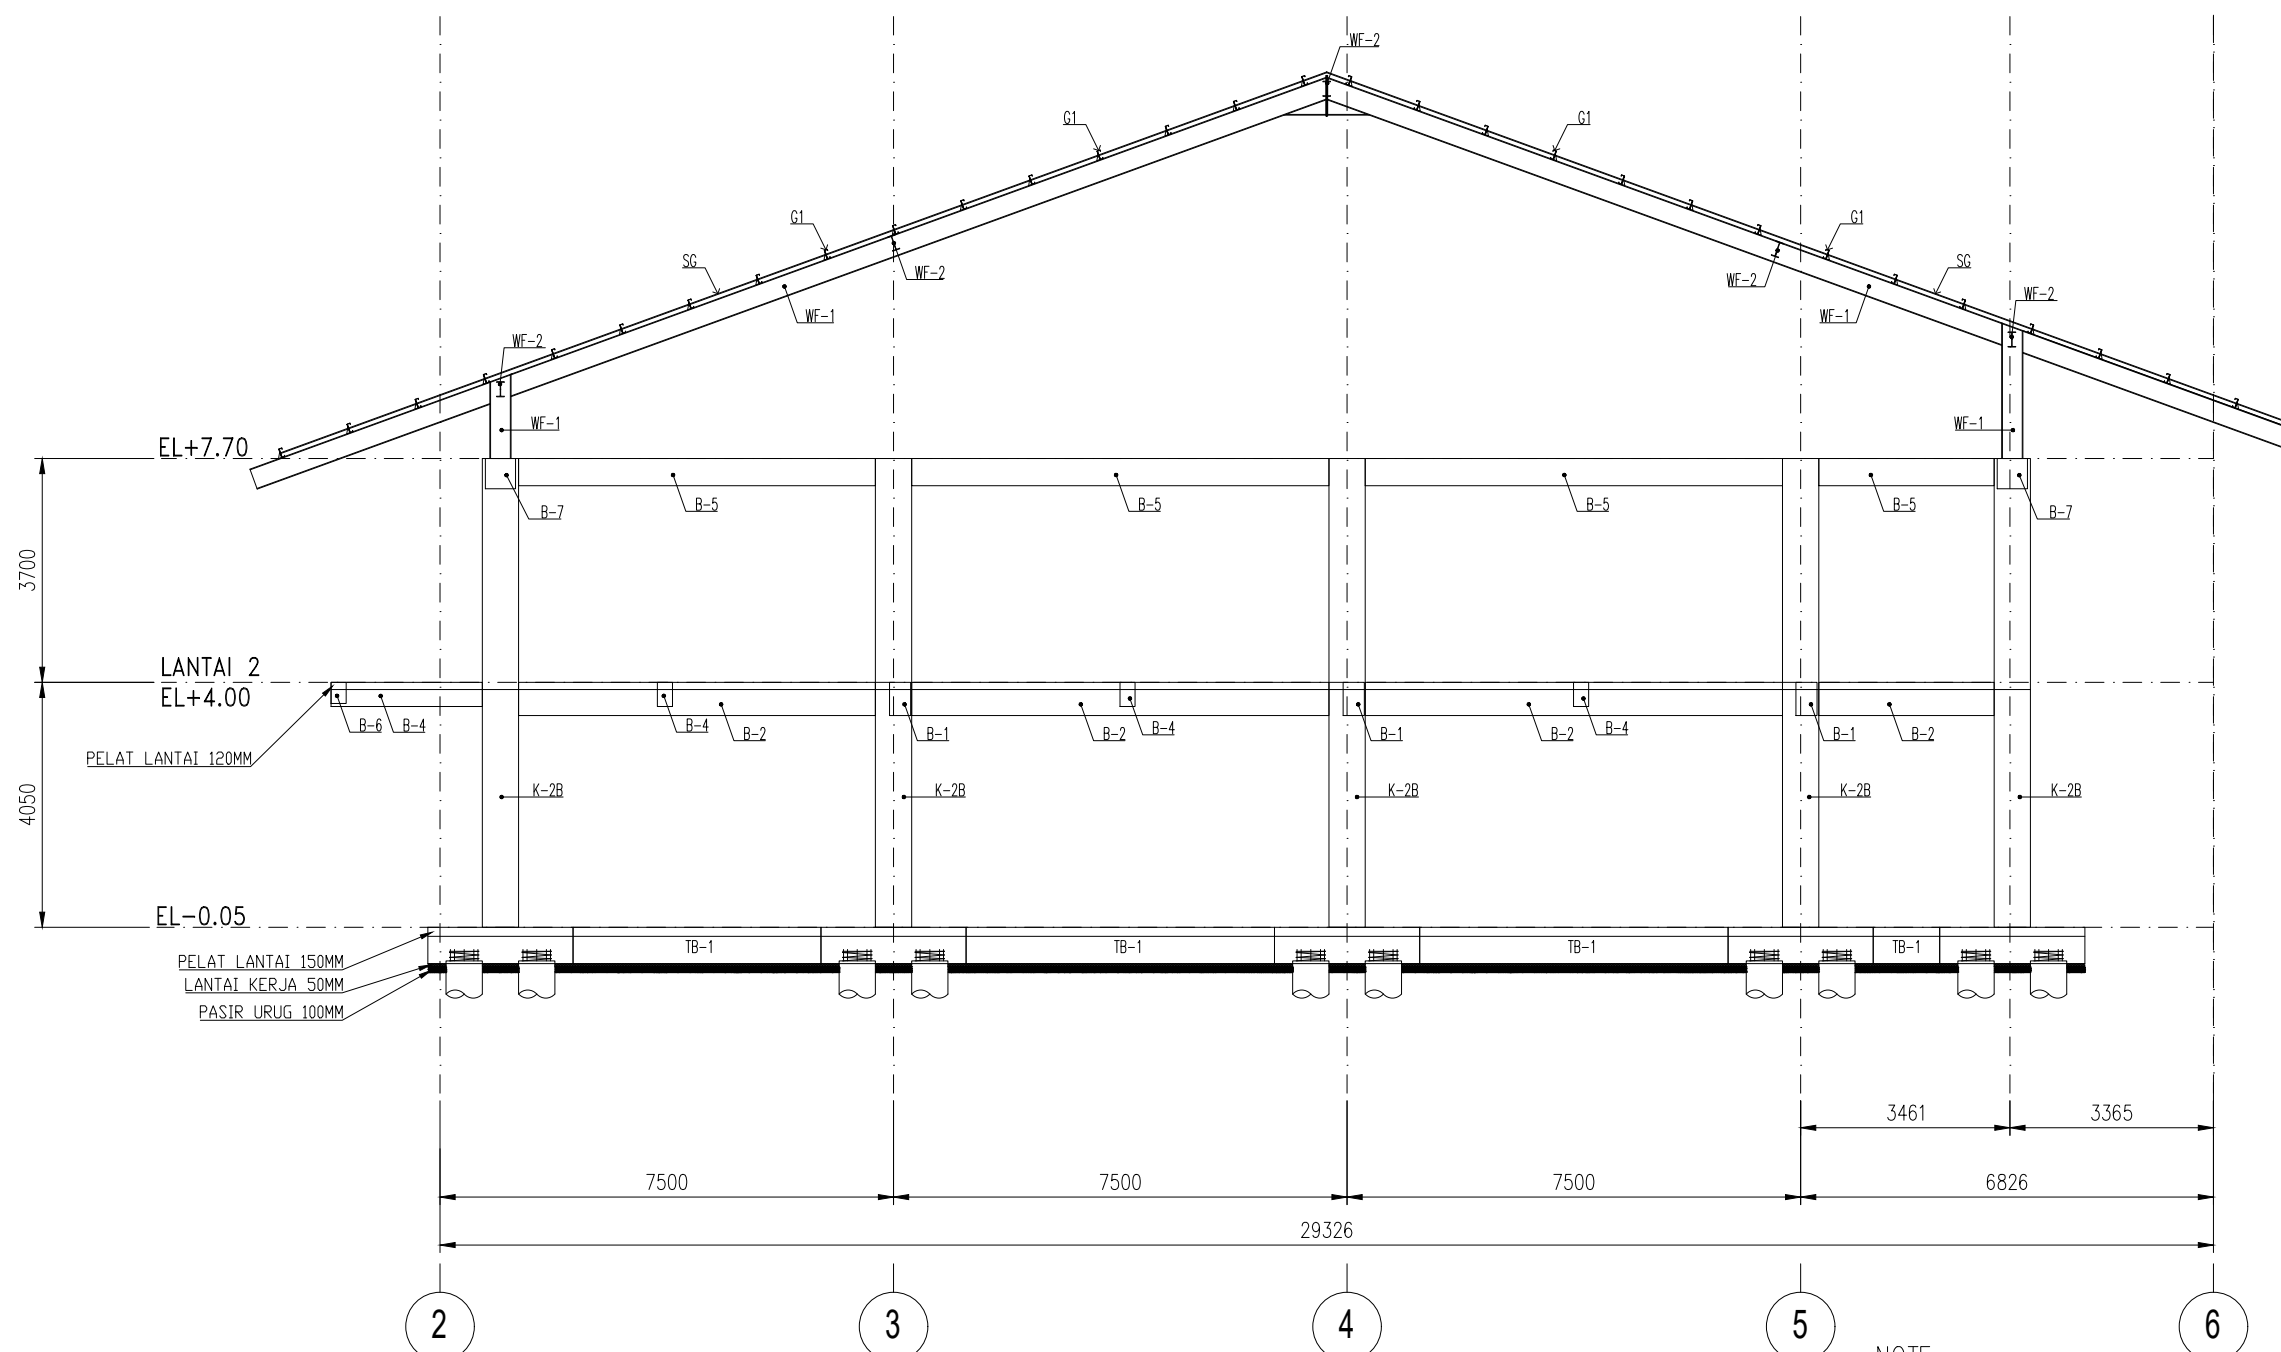 WF-2
G1
G1
G1
G1
SG
WF-2
WF-2
SG
WF-1
WF-1
WF-2
WF-2
WF-1
WF-1
EL+7.70
B-7
B-5
B-5
B-5
B-5
B-7
3700
LANTAI 2
EL+4.00
B-6
B-4
B-4
B-2
B-1
B-2
B-4
B-1
B-2
B-4
B-1
B-2
PELAT LANTAI 120MM
4050
K-2B
K-2B
K-2B
K-2B
K-2B
EL-0.05
TB-1
TB-1
TB-1
TB-1
PELAT LANTAI 150MM
LANTAI KERJA 50MM
PASIR URUG 100MM
3461
3365
7500
7500
7500
6826
29326
2
3
4
5
6
NOTE